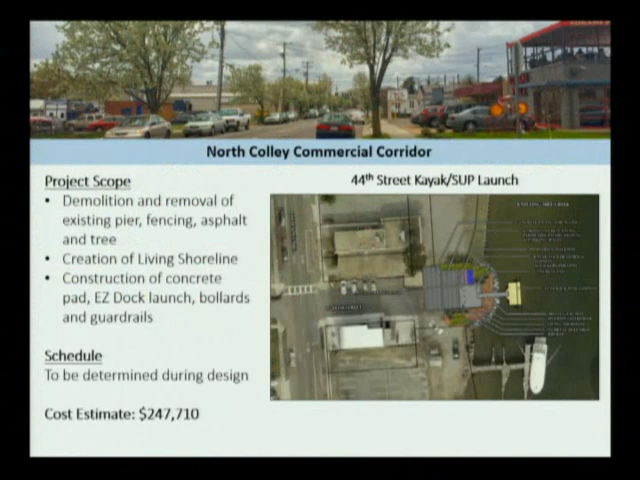 North Colley Commercial Corridor
Project Scope
• Demolition and removal of
existing pier, fencing, asphalt
and tree
• Creation of Living Shoreline
• Construction of concrete
pad, EZ Dock launch, bollards
and guardrails
Schedule
To be determined during design
Cost Estimate: $247,710
44th Street Kayak/SUP Launch